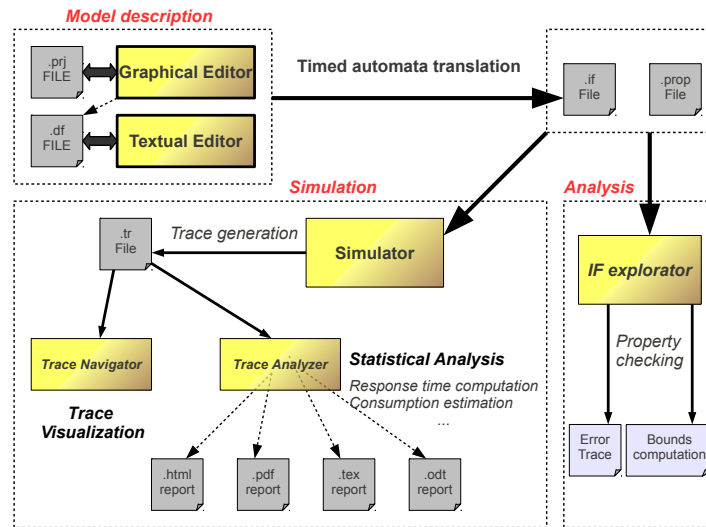 Model description
.prj
FILE
Graphical Editor
.df
FILE
Textual Editor
Timed automata translation
.if
File
.prop
File
Simulation
Analysis
.tr
File
Trace generation
Simulator
IF explorator
Trace Navigator
Trace Analyzer
Trace
Visualization
Statistical Analysis
Response time computation
Consumption estimation
...
Property
checking
.html
report
.pdf
report
.tex
report
.odt
report
Error
Trace
Bounds
computation